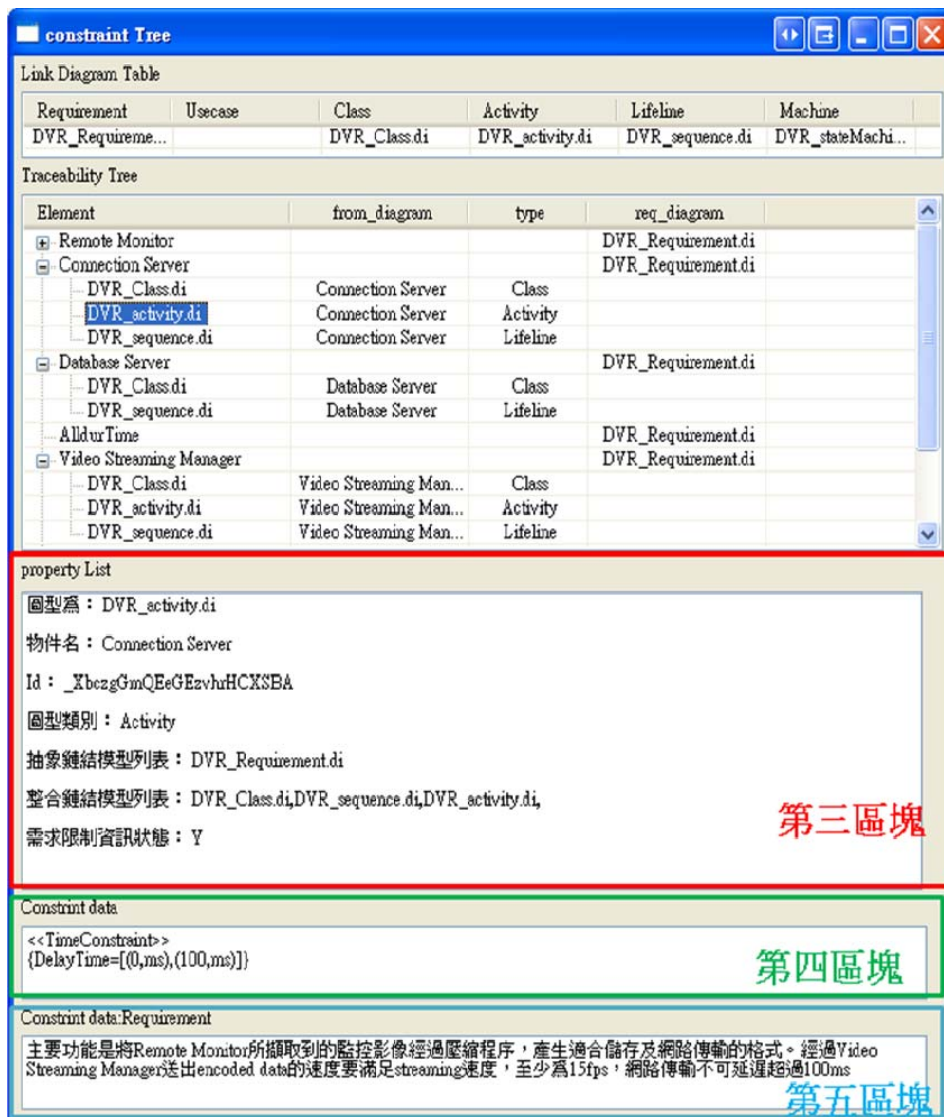 constraint Tree
Link Diagram Table
Requirement Usecase Class Activity Lifeline Machine
DVR_Requireme... DVR_Class.di DVR_activity.di DVR_sequence.di DVR_stateMachi...
Traceability Tree
Element from_diagram type req_diagram
Remote Monitor DVR_Requirement.di
Connection Server DVR_Requirement.di
DVR_Class.di Connection Server Class
DVR_activity.di Connection Server Activity
DVR_sequence.di Connection Server Lifeline
Database Server DVR_Requirement.di
DVR_Class.di Database Server Class
DVR_sequence.di Database Server Lifeline
AlldurTime DVR_Requirement.di
Video Streaming Manager DVR_Requirement.di
DVR_Class.di Video Streaming Man... Class
DVR_activity.di Video Streaming Man... Activity
DVR_sequence.di Video Streaming Man... Lifeline
property List
圖型為：DVR_activity.di
物件名：Connection Server
Id：_XbczgGmQEeGEzvhrHCXSBA
圖型類別：Activity
抽象鏈結模型列表：DVR_Requirement.di
整合鏈結模型列表：DVR_Class.di,DVR_sequence.di,DVR_activity.di,
需求限制資訊狀態：Y
第三區塊
Constrint data
<<TimeConstraint>>
{DelayTime=[(0,ms),(100,ms)]}
第四區塊
Constrint data:Requirement
主要功能是將Remote Monitor所擷取到的監控影像經過壓縮程序，產生適合儲存及網路傳輸的格式。經過Video
Streaming Manager送出encoded data的速度要滿足streaming速度，至少為15fps，網路傳輸不可延遲超過100ms
第五區塊